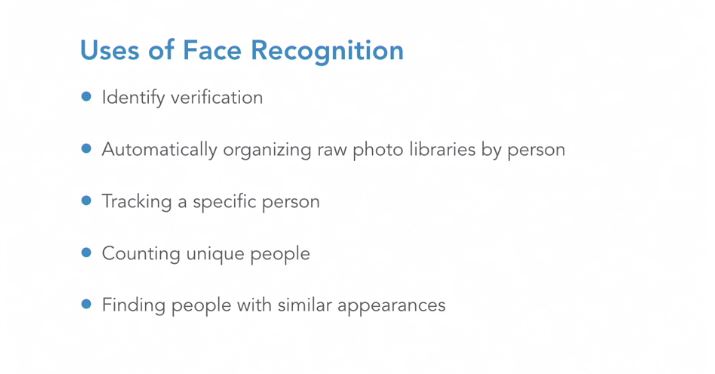 Uses of Face Recognition
Identify verification
Automatically organizing raw photo libraries by person
Tracking a specific person
Counting unique people
Finding people with similar appearances